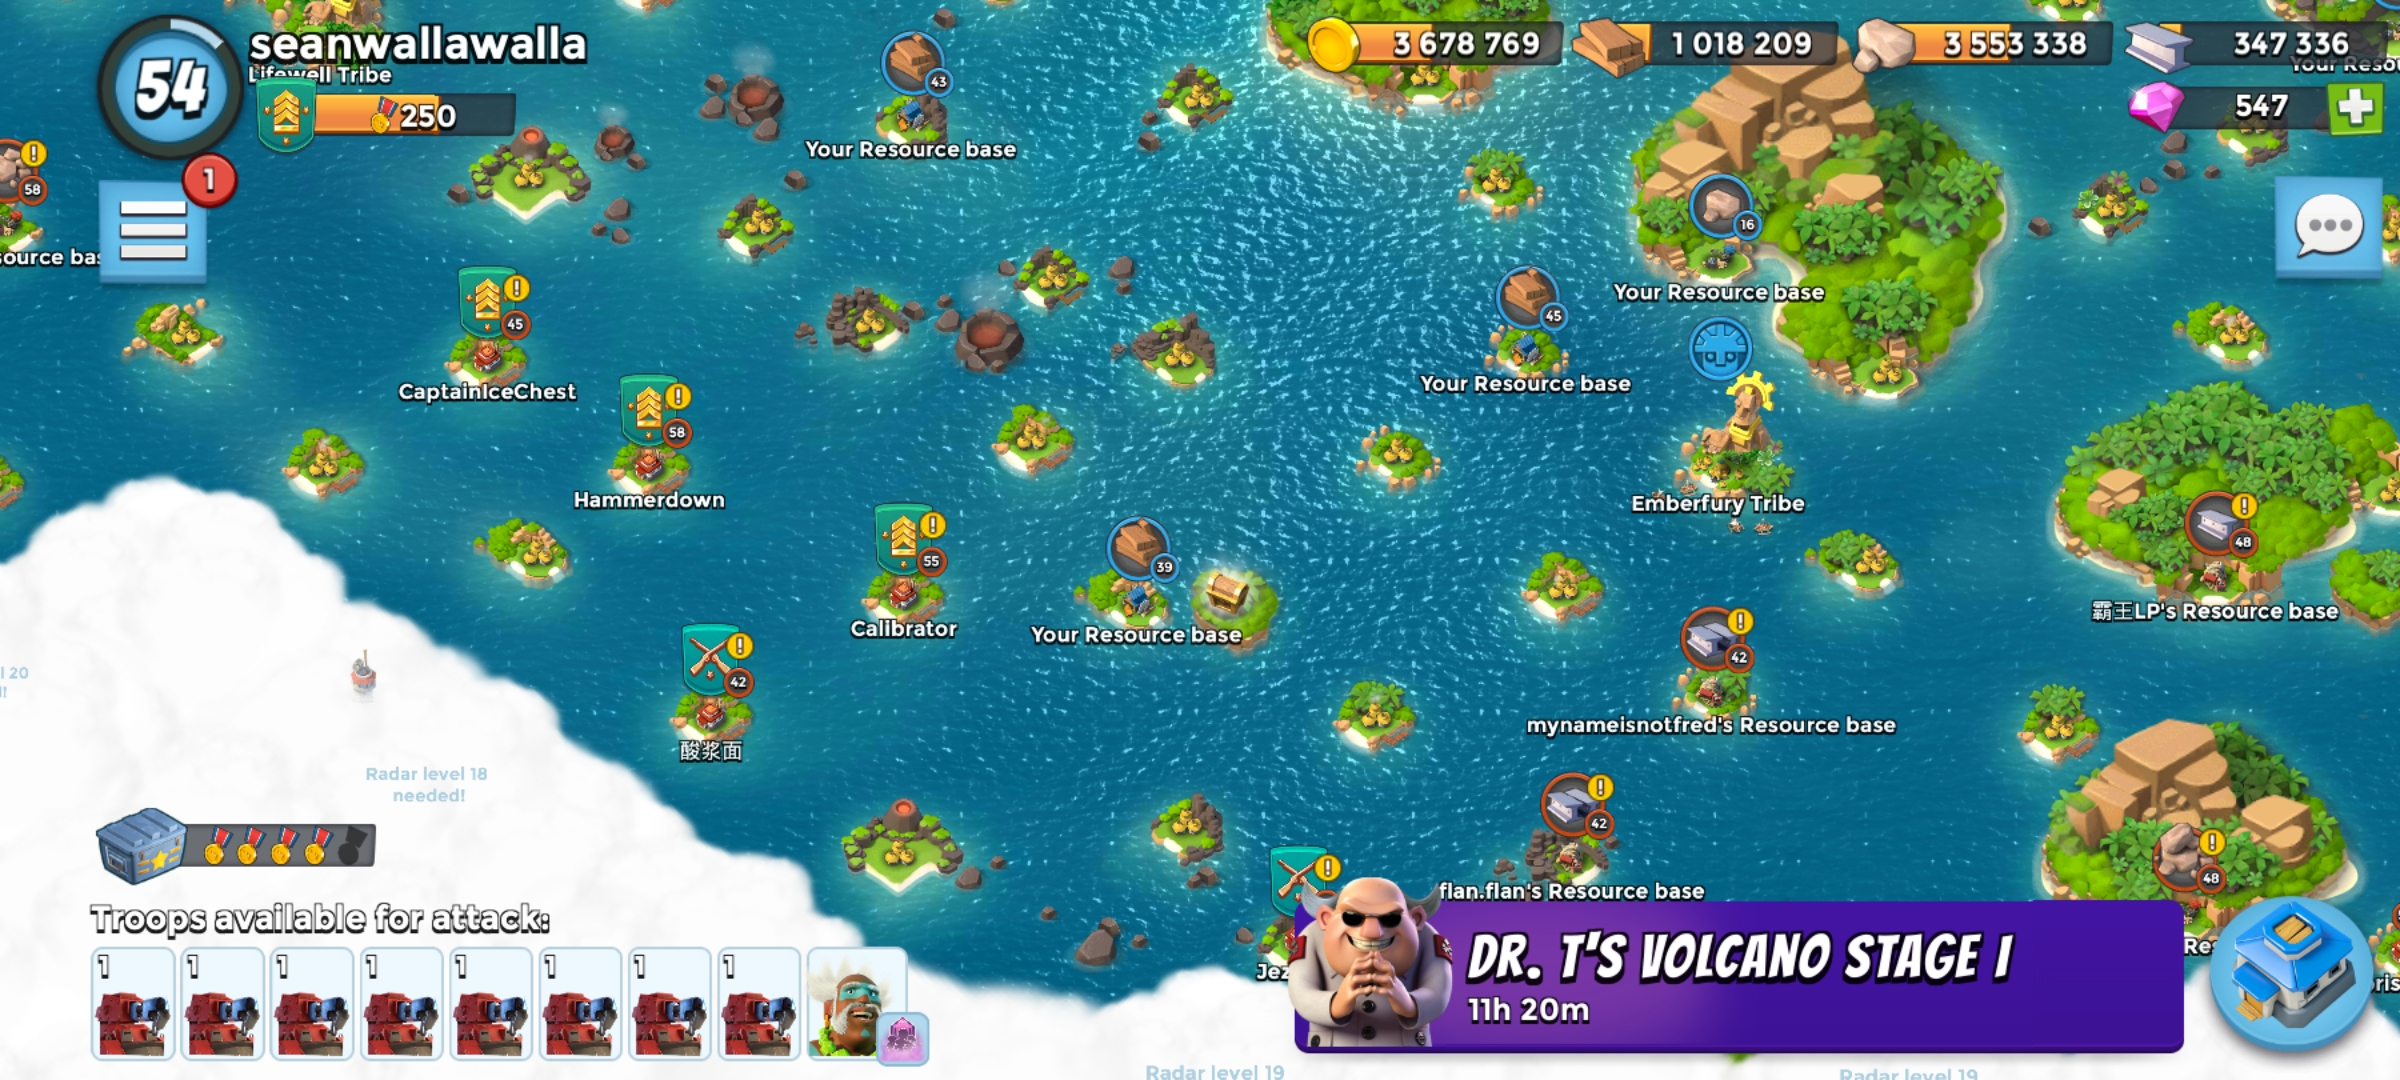 54
seanwallawalla
Lifewell Tribe
250
1
3 678 769
1 018 209
3 553 338
347 336
547
43
Your Resource base
58
16
Your Resource base
45
CaptainIceChest
45
Your Resource base
58
Hammerdown
Emberfury Tribe
55
Calibrator
39
Your Resource base
48
霸王LP's Resource base
42
酸浆面
42
mynameisnotfred's Resource base
Radar level 18
needed!
42
flan.flan's Resource base
48
Troops available for attack:
1
1
1
1
1
1
1
1
DR. T'S VOLCANO STAGE I
11h 20m
Radar level 19
Radar level 19